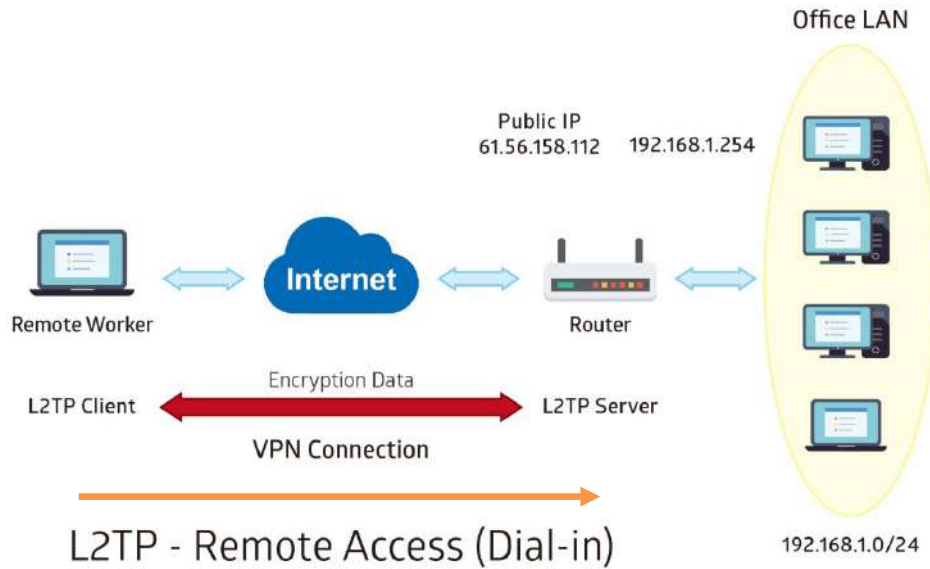 Office LAN
Public IP
61.56.158.112
192.168.1.254
Internet
Remote Worker
Router
Encryption Data
L2TP Client
L2TP Server
VPN Connection
L2TP - Remote Access (Dial-in)
192.168.1.0/24